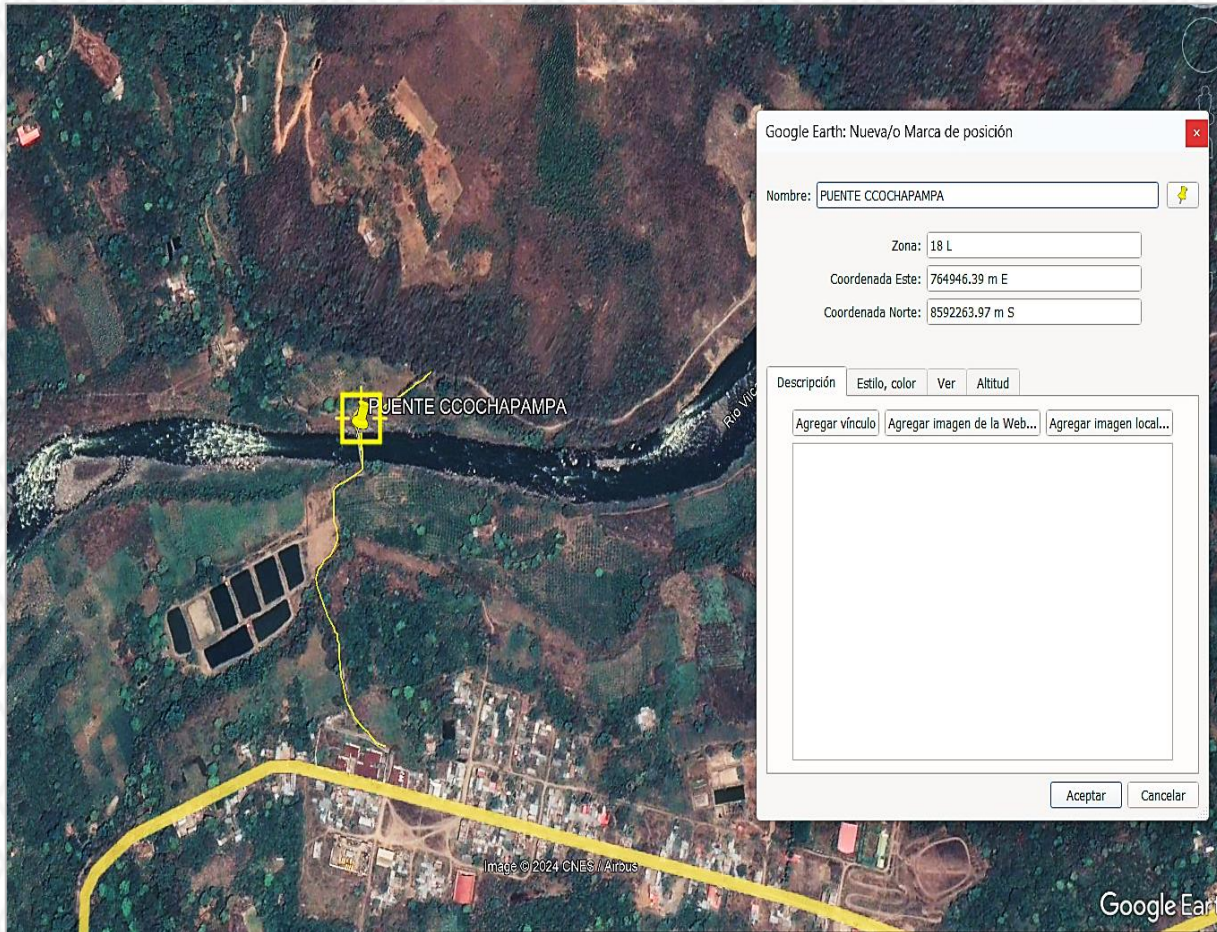 Google Earth: Nueva/o Marca de posición
Nombre: PUENTE CCOCHAPAMPA
Zona: 18 L
Coordenada Este: 764946.39 m E
Coordenada Norte: 8592263.97 m S
Descripción Estilo, color Ver Altitud
Agregar vínculo Agregar imagen de la Web... Agregar imagen local...
Aceptar Cancelar
PUENTE CCOCHAPAMPA
Rio
Image © 2024 CNES / Airbus
Google Eart